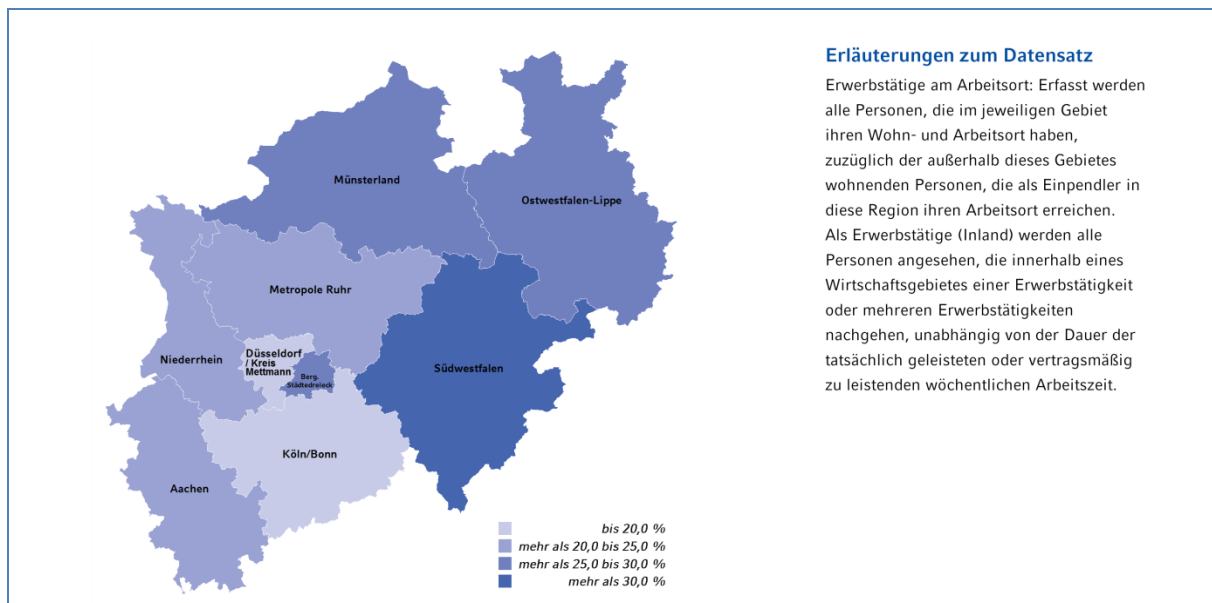 Münsterland
Ostwestfalen-Lippe
Metropole Ruhr
Düsseldorf
/ Kreis
Mettmann
Niederrhein
Berg.
Städtedreieck
Südwestfalen
Köln/Bonn
Aachen
bis 20,0 %
mehr als 20,0 bis 25,0 %
mehr als 25,0 bis 30,0 %
mehr als 30,0 %
Erläuterungen zum Datensatz
Erwerbstätige am Arbeitsort: Erfasst werden
alle Personen, die im jeweiligen Gebiet
ihren Wohn- und Arbeitsort haben,
zuzüglich der außerhalb dieses Gebietes
wohnenden Personen, die als Einpendler in
diese Region ihren Arbeitsort erreichen.
Als Erwerbstätige (Inland) werden alle
Personen angesehen, die innerhalb eines
Wirtschaftsgebietes einer Erwerbstätigkeit
oder mehreren Erwerbstätigkeiten
nachgehen, unabhängig von der Dauer der
tatsächlich geleisteten oder vertragsmäßig
zu leistenden wöchentlichen Arbeitszeit.